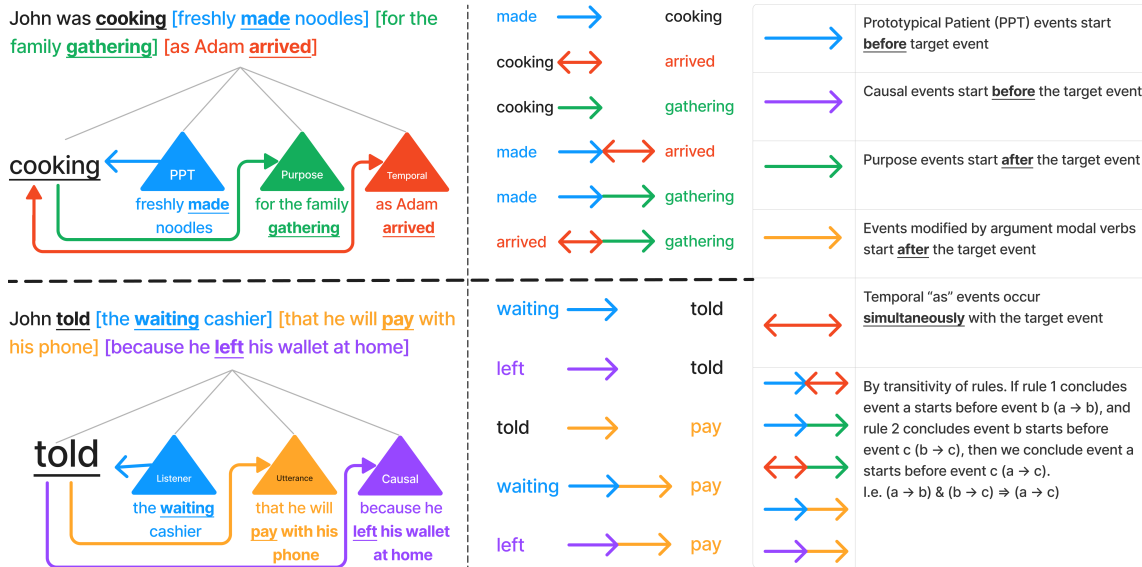 John was cooking [freshly made noodles] [for the
family gathering] [as Adam arrived]
cooking
PPT
Purpose
Temporal
freshly made
noodles
for the family
gathering
as Adam
arrived
made cooking
cooking arrived
cooking gathering
made arrived
made gathering
arrived gathering
John told [the waiting cashier] [that he will pay with
his phone] [because he left his wallet at home]
told
Listener
Utterance
Causal
the waiting
cashier
that he will
pay with his
phone
because he
left his wallet
at home
waiting told
left told
told pay
waiting pay
left pay
Prototypical Patient (PPT) events start
before target event
Causal events start before the target event
Purpose events start after the target event
Events modified by argument modal verbs
start after the target event
Temporal “as” events occur
simultaneously with the target event
By transitivity of rules. If rule 1 concludes
event a starts before event b (a → b), and
rule 2 concludes event b starts before
event c (b → c), then we conclude event a
starts before event c (a → c).
I.e. (a → b) & (b → c) ⇒ (a → c)